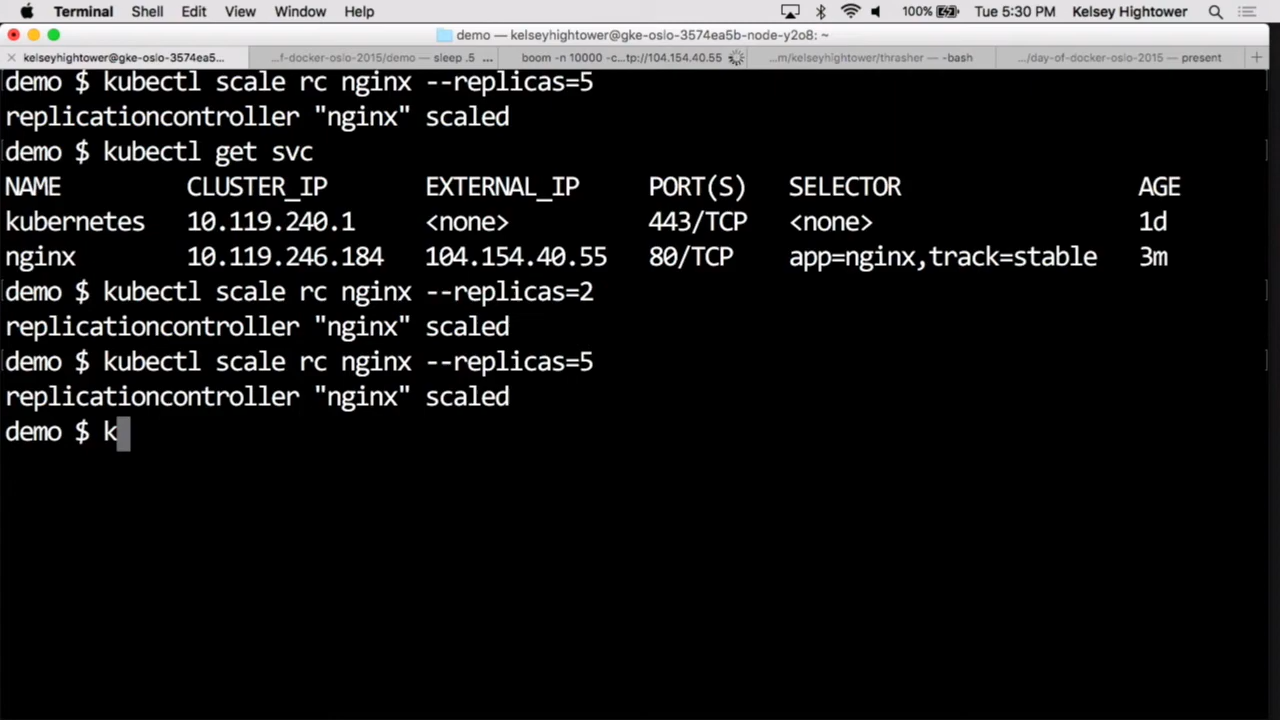 Terminal Shell Edit View Window Help 100% Tue 5:30 PM Kelsey Hightower
demo — kelseyhightower@gke-oslo-3574ea5b-node-y2o8: ~
kelseyhightower@gke-oslo-3574ea5... ...f-docker-oslo-2015/demo — sleep .5 ... boom -n 10000 -c...tp://104.154.40.55 ...m/kelseyhightower/thrasher — -bash .../day-of-docker-oslo-2015 — present
demo $ kubectl scale rc nginx --replicas=5
replicationcontroller "nginx" scaled
demo $ kubectl get svc
NAME CLUSTER_IP EXTERNAL_IP PORT(S) SELECTOR AGE
kubernetes 10.119.240.1 <none> 443/TCP <none> 1d
nginx 10.119.246.184 104.154.40.55 80/TCP app=nginx,track=stable 3m
demo $ kubectl scale rc nginx --replicas=2
replicationcontroller "nginx" scaled
demo $ kubectl scale rc nginx --replicas=5
replicationcontroller "nginx" scaled
demo $ k